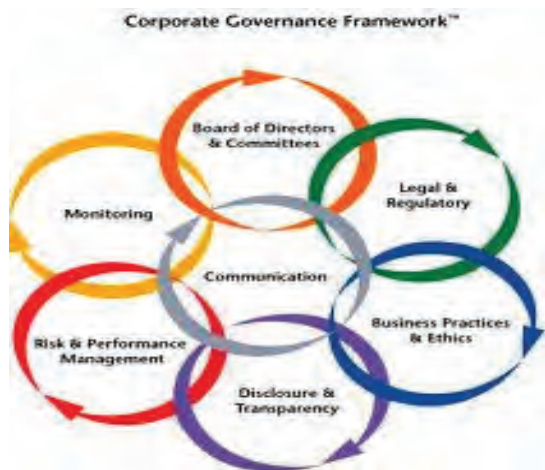 Corporate Governance Framework™
Board of Directors
& Committees
Legal &
Regulatory
Monitoring
Communication
Business Practices
& Ethics
Risk & Performance
Management
Disclosure &
Transparency